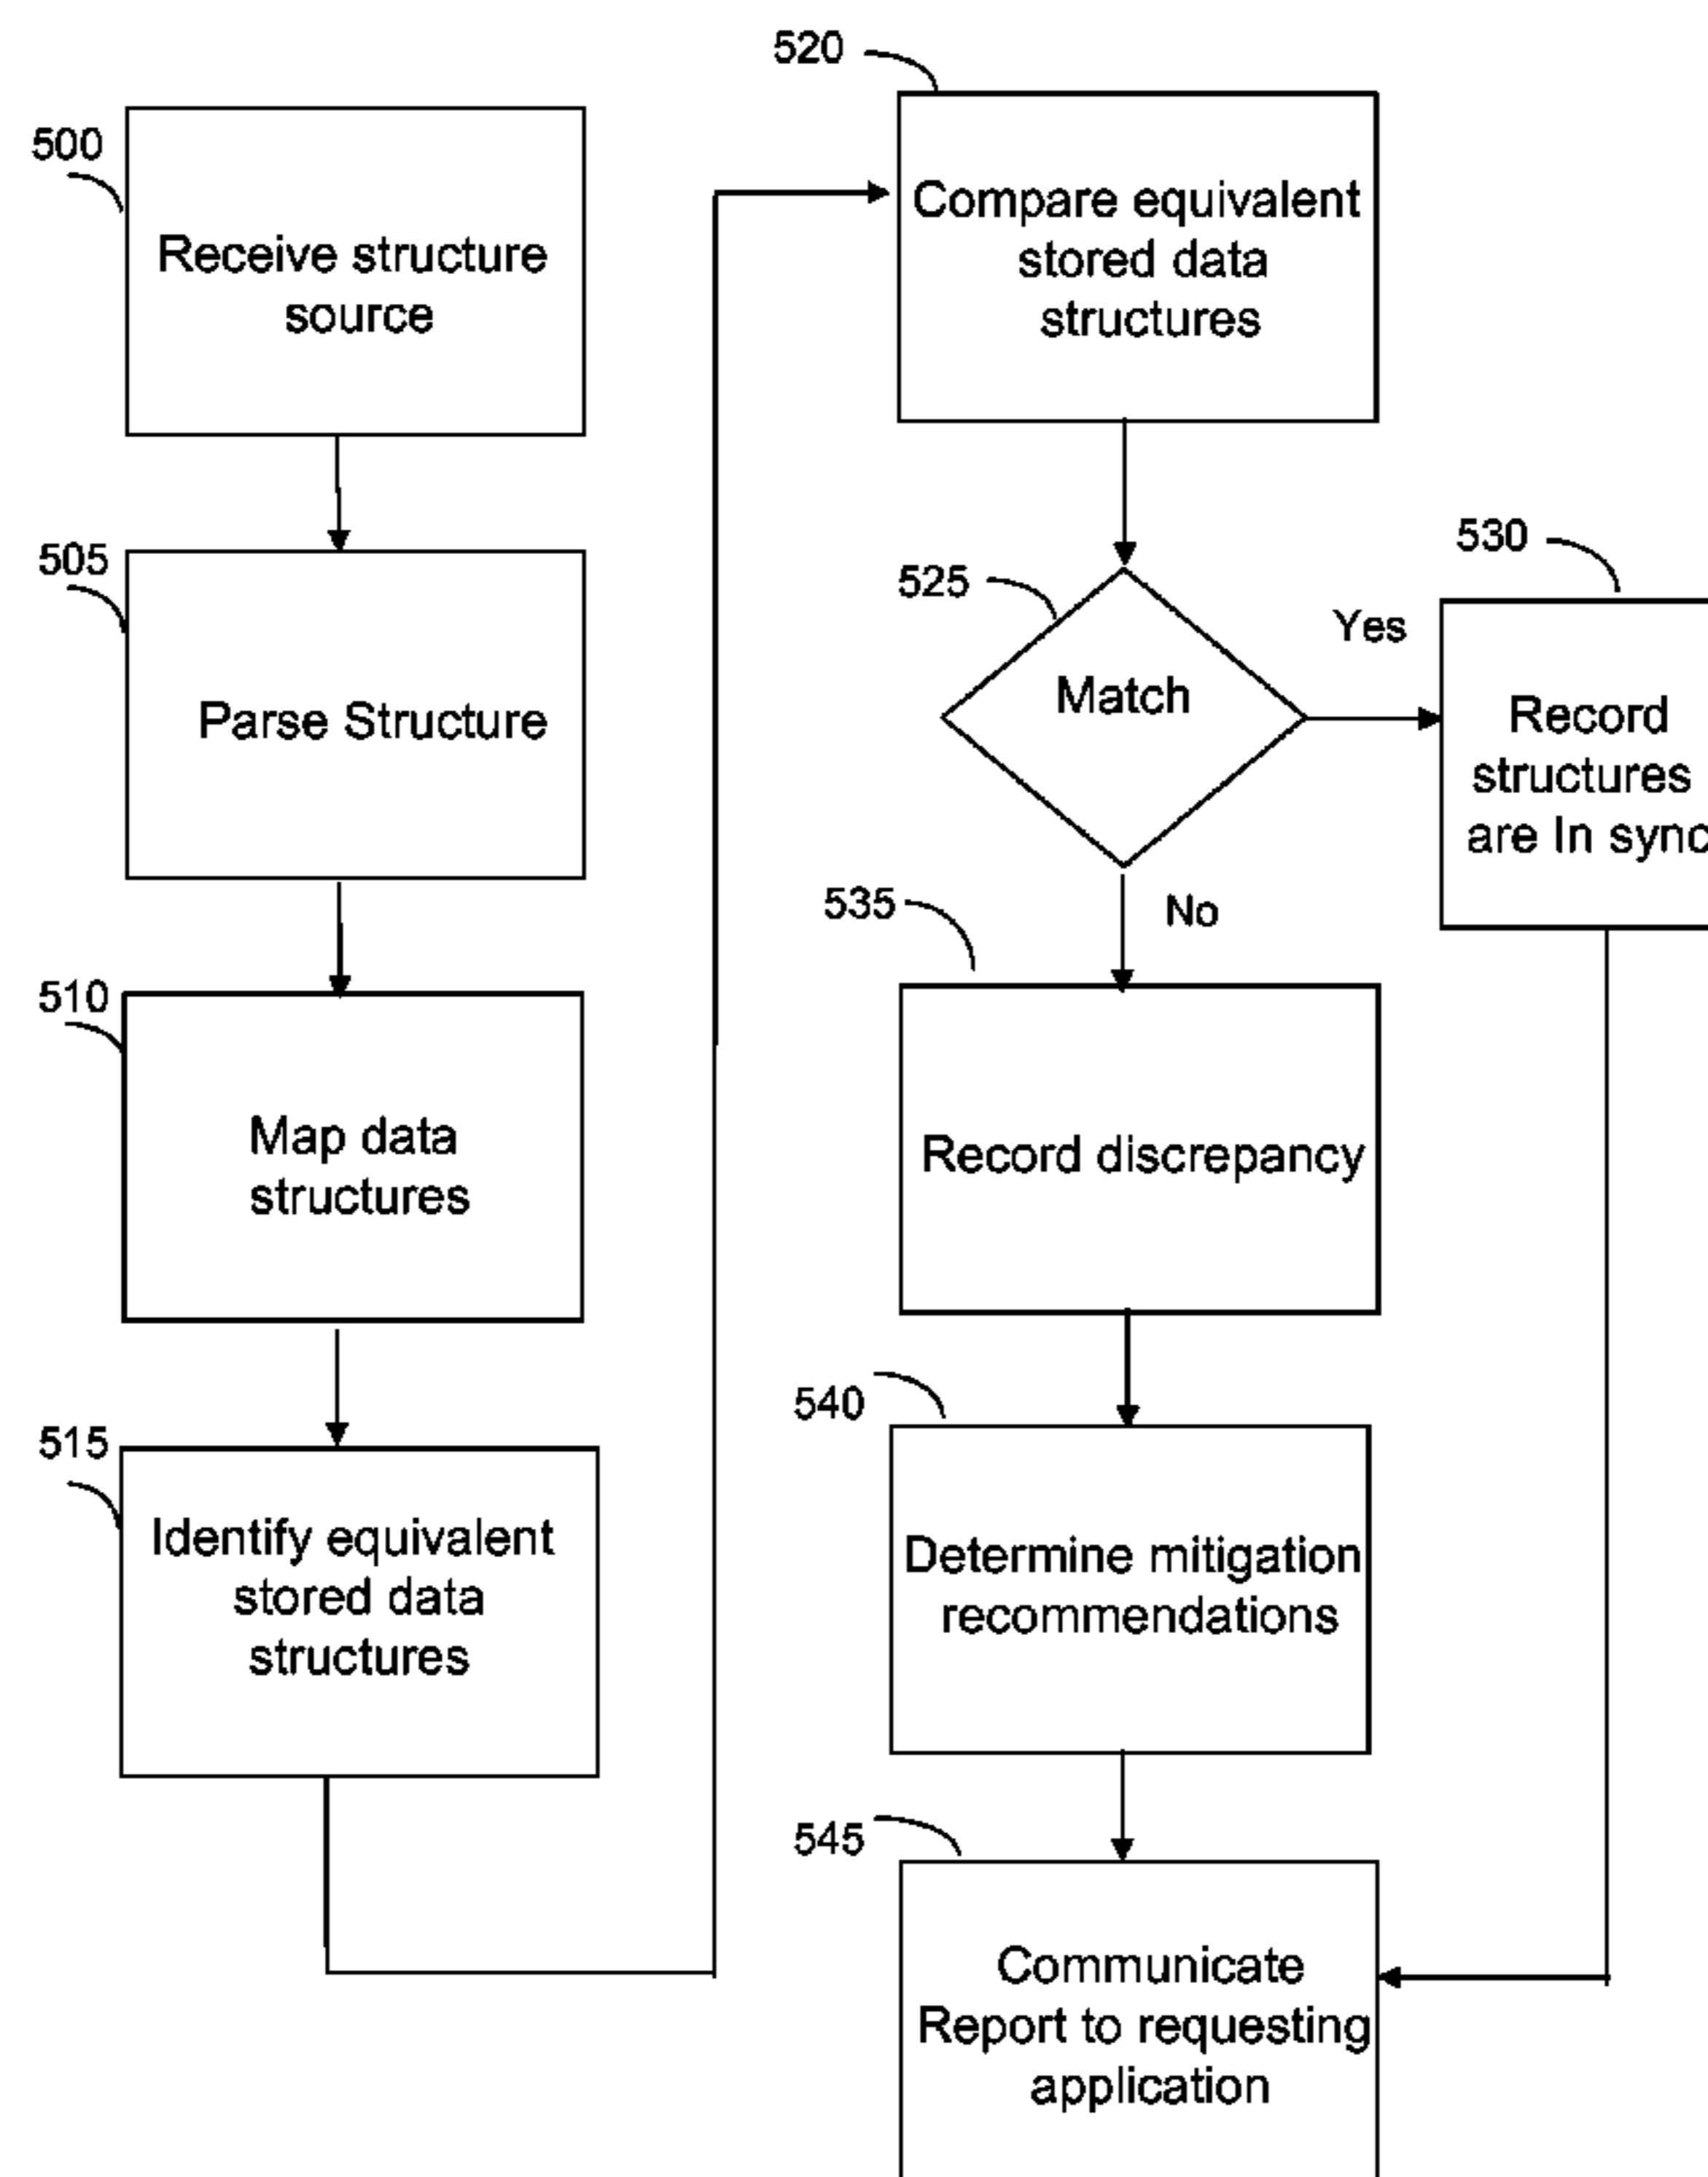 500
Receive structure
source
505
Parse Structure
510
Map data
structures
515
Identify equivalent
stored data
structures
520
Compare equivalent
stored data
structures
525
Match
Yes
530
Record
structures
are In sync
No
535
Record discrepancy
540
Determine mitigation
recommendations
545
Communicate
Report to requesting
application